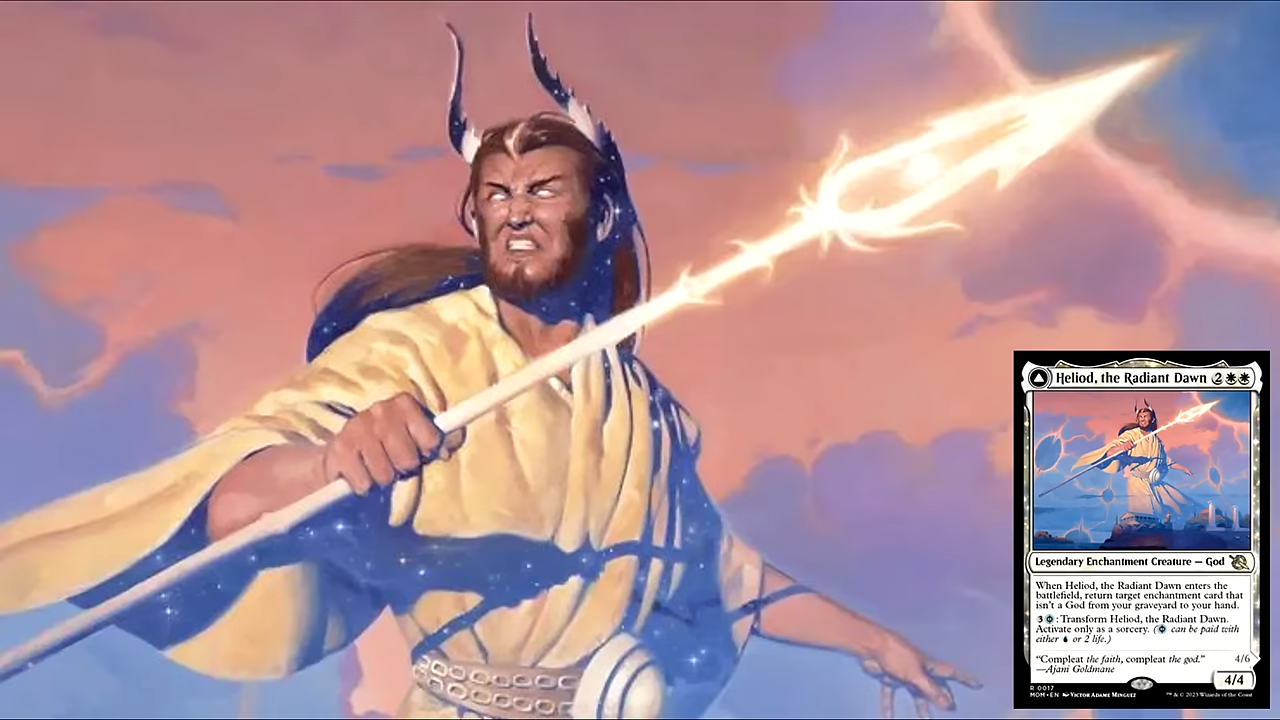 Heliod, the Radiant Dawn 2
Legendary Enchantment Creature — God
When Heliod, the Radiant Dawn enters the
battlefield, return target enchantment card that
isn't a God from your graveyard to your hand.
3 : Transform Heliod, the Radiant Dawn.
Activate only as a sorcery. ( can be paid with
either or 2 life.)
"Compleat the faith, compleat the god."
—Ajani Goldmane
4/6
4/4
R 0017
MOM • EN Victor Adame Minguez
™ & © 2023 Wizards of the Coast